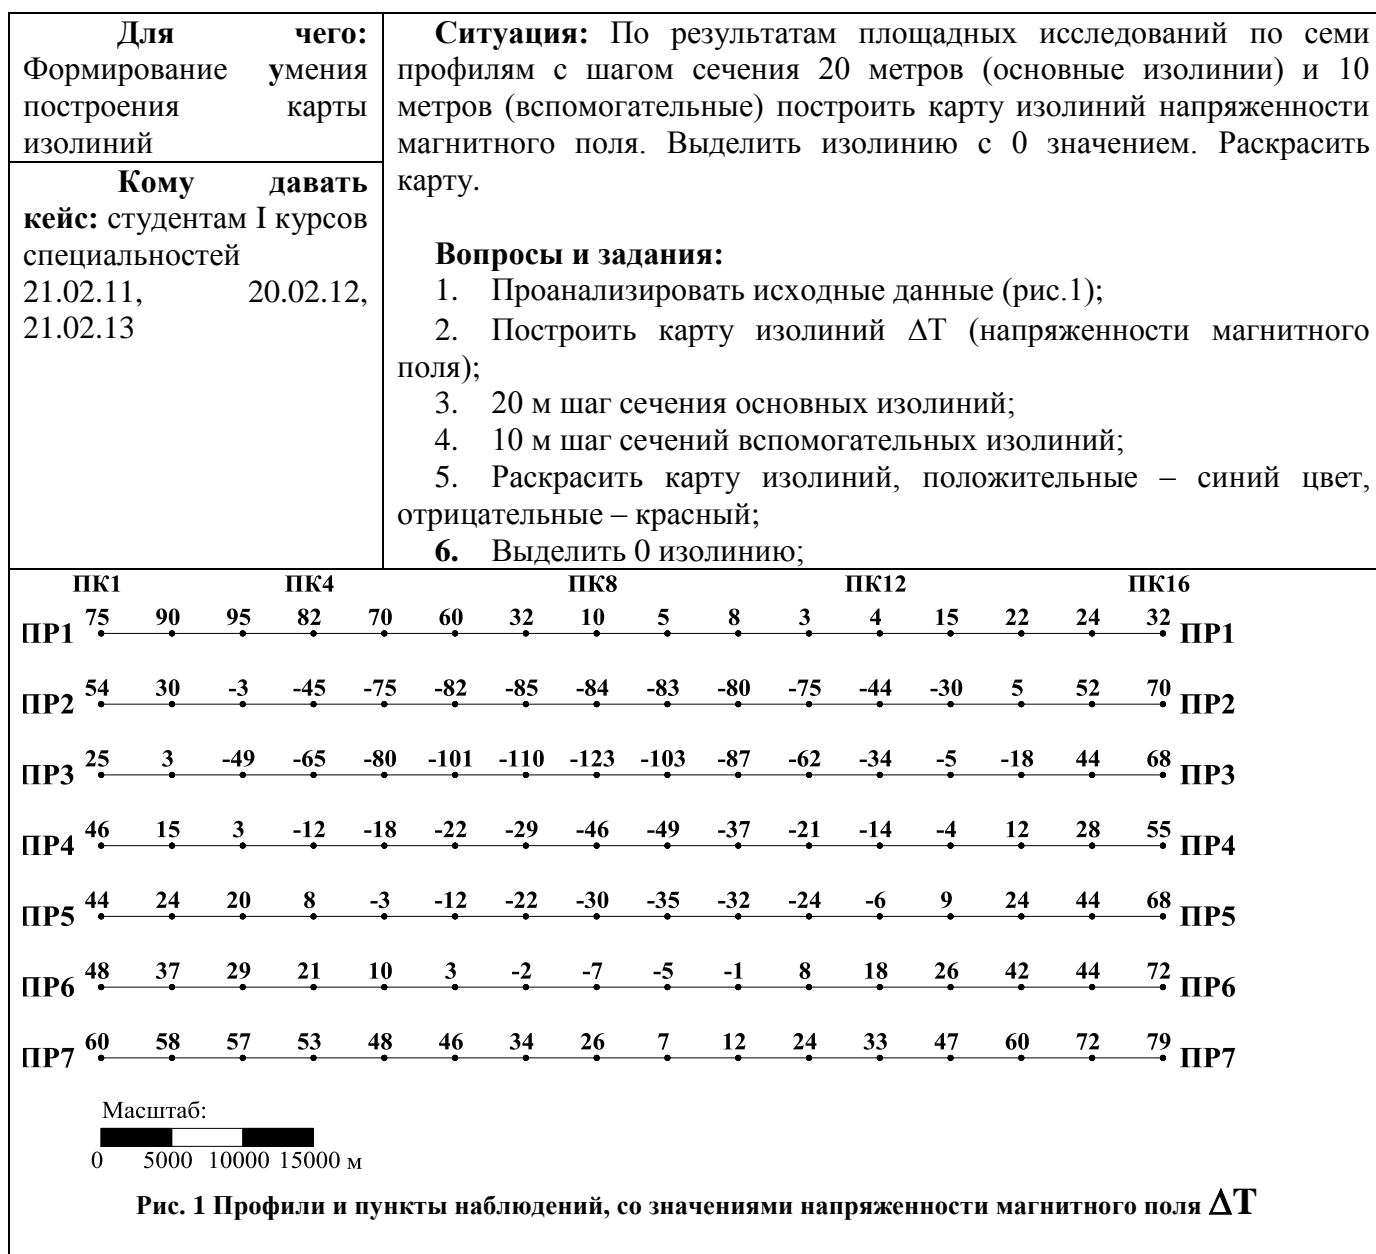 Для чего:
Формирование умения
построения карты
изолиний
Кому давать
кейс: студентам I курсов
специальностей
21.02.11, 20.02.12,
21.02.13
Ситуация: По результатам площадных исследований по семи
профилям с шагом сечения 20 метров (основные изолинии) и 10
метров (вспомогательные) построить карту изолиний напряженности
магнитного поля. Выделить изолинию с 0 значением. Раскрасить
карту.
Вопросы и задания:
1. Проанализировать исходные данные (рис.1);
2. Построить карту изолиний ΔТ (напряженности магнитного
поля);
3. 20 м шаг сечения основных изолиний;
4. 10 м шаг сечений вспомогательных изолиний;
5. Раскрасить карту изолиний, положительные – синий цвет,
отрицательные – красный;
6. Выделить 0 изолинию;
ПК1 ПК4 ПК8 ПК12 ПК16
75 90 95 82 70 60 32 10 5 8 3 4 15 22 24 32
ПР1 ПР1
54 30 -3 -45 -75 -82 -85 -84 -83 -80 -75 -44 -30 5 52 70
ПР2 ПР2
25 3 -49 -65 -80 -101 -110 -123 -103 -87 -62 -34 -5 -18 44 68
ПР3 ПР3
46 15 3 -12 -18 -22 -29 -46 -49 -37 -21 -14 -4 12 28 55
ПР4 ПР4
44 24 20 8 -3 -12 -22 -30 -35 -32 -24 -6 9 24 44 68
ПР5 ПР5
48 37 29 21 10 3 -2 -7 -5 -1 8 18 26 42 44 72
ПР6 ПР6
60 58 57 53 48 46 34 26 7 12 24 33 47 60 72 79
ПР7 ПР7
Масштаб:
0 5000 10000 15000 м
Рис. 1 Профили и пункты наблюдений, со значениями напряженности магнитного поля ΔТ